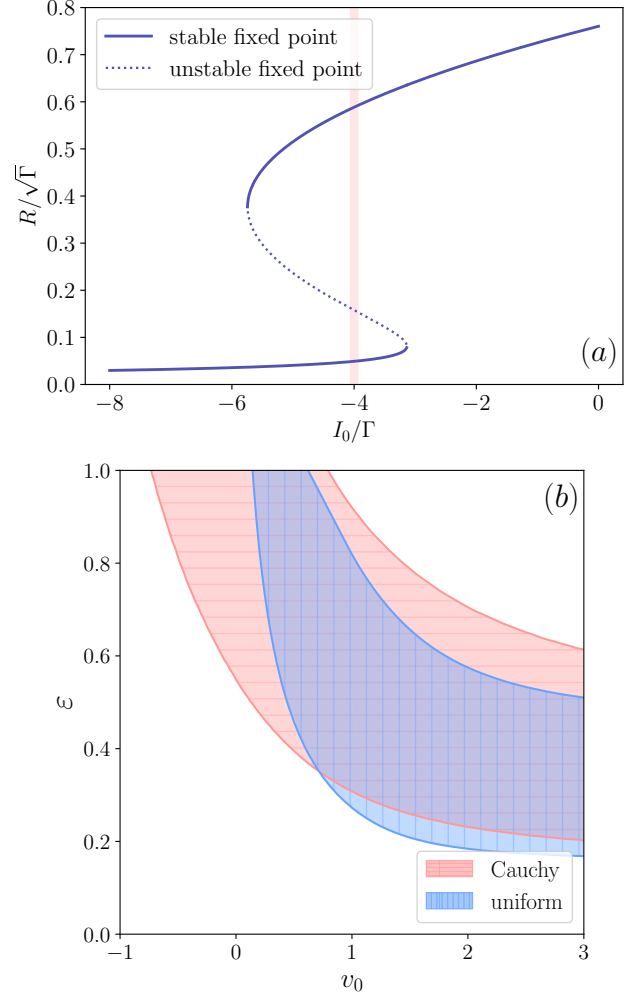 0.8
0.7
0.6
0.5
0.4
0.3
0.2
0.1
0.0
R/√Γ
stable fixed point
unstable fixed point
(a)
−8
−6
−4
−2
0
I₀/Γ
1.0
0.8
0.6
0.4
0.2
0.0
ε
(b)
Cauchy
uniform
−1
0
1
2
3
v₀